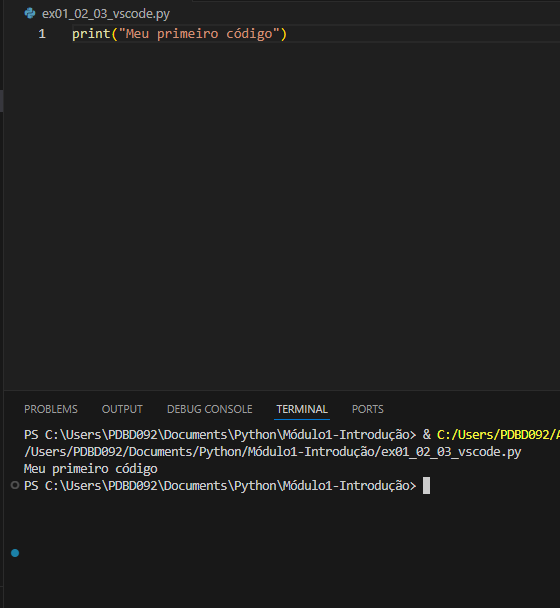 ex01_02_03_vscode.py
1 print("Meu primeiro código")
PROBLEMS OUTPUT DEBUG CONSOLE TERMINAL PORTS
PS C:\Users\PDBD092\Documents\Python\Módulo1-Introdução> & C:/Users/PDBD092/A
/Users/PDBD092/Documents/Python/Módulo1-Introdução/ex01_02_03_vscode.py
Meu primeiro código
PS C:\Users\PDBD092\Documents\Python\Módulo1-Introdução>